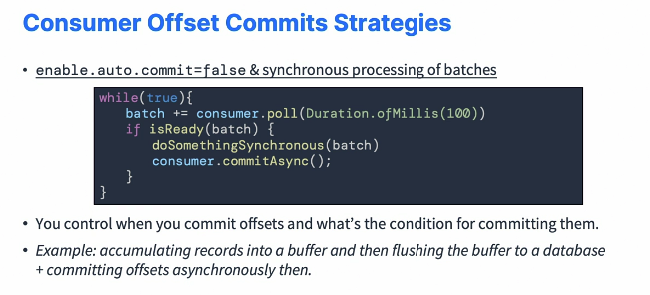 Consumer Offset Commits Strategies
• enable.auto.commit=false & synchronous processing of batches
while(true){
batch += consumer.poll(Duration.ofMillis(100))
if isReady(batch) {
doSomethingSynchronous(batch)
consumer.commitAsync();
}
}
• You control when you commit offsets and what's the condition for committing them.
• Example: accumulating records into a buffer and then flushing the buffer to a database
+ committing offsets asynchronously then.